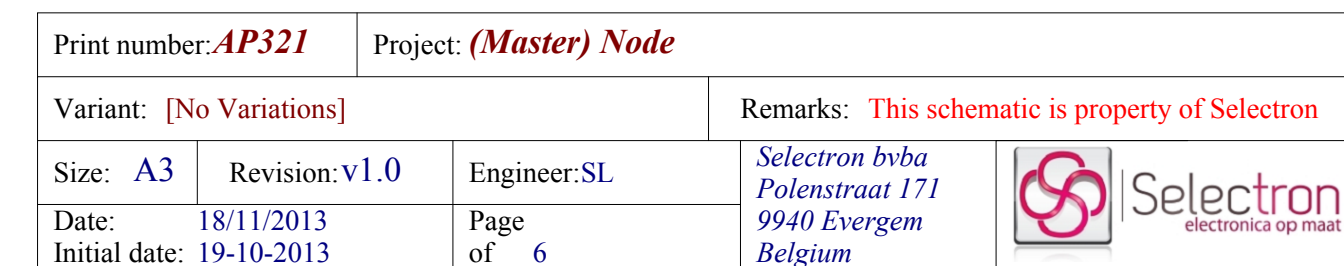 Print number: AP321 Project: (Master) Node
Variant: [No Variations] Remarks: This schematic is property of Selectron
Size: A3 Revision: v1.0 Engineer: SL
Selectron bvba
Polenstraat 171
9940 Evergem
Belgium
Selectron
electronica op maat
Date: 18/11/2013 Page
Initial date: 19-10-2013 of 6